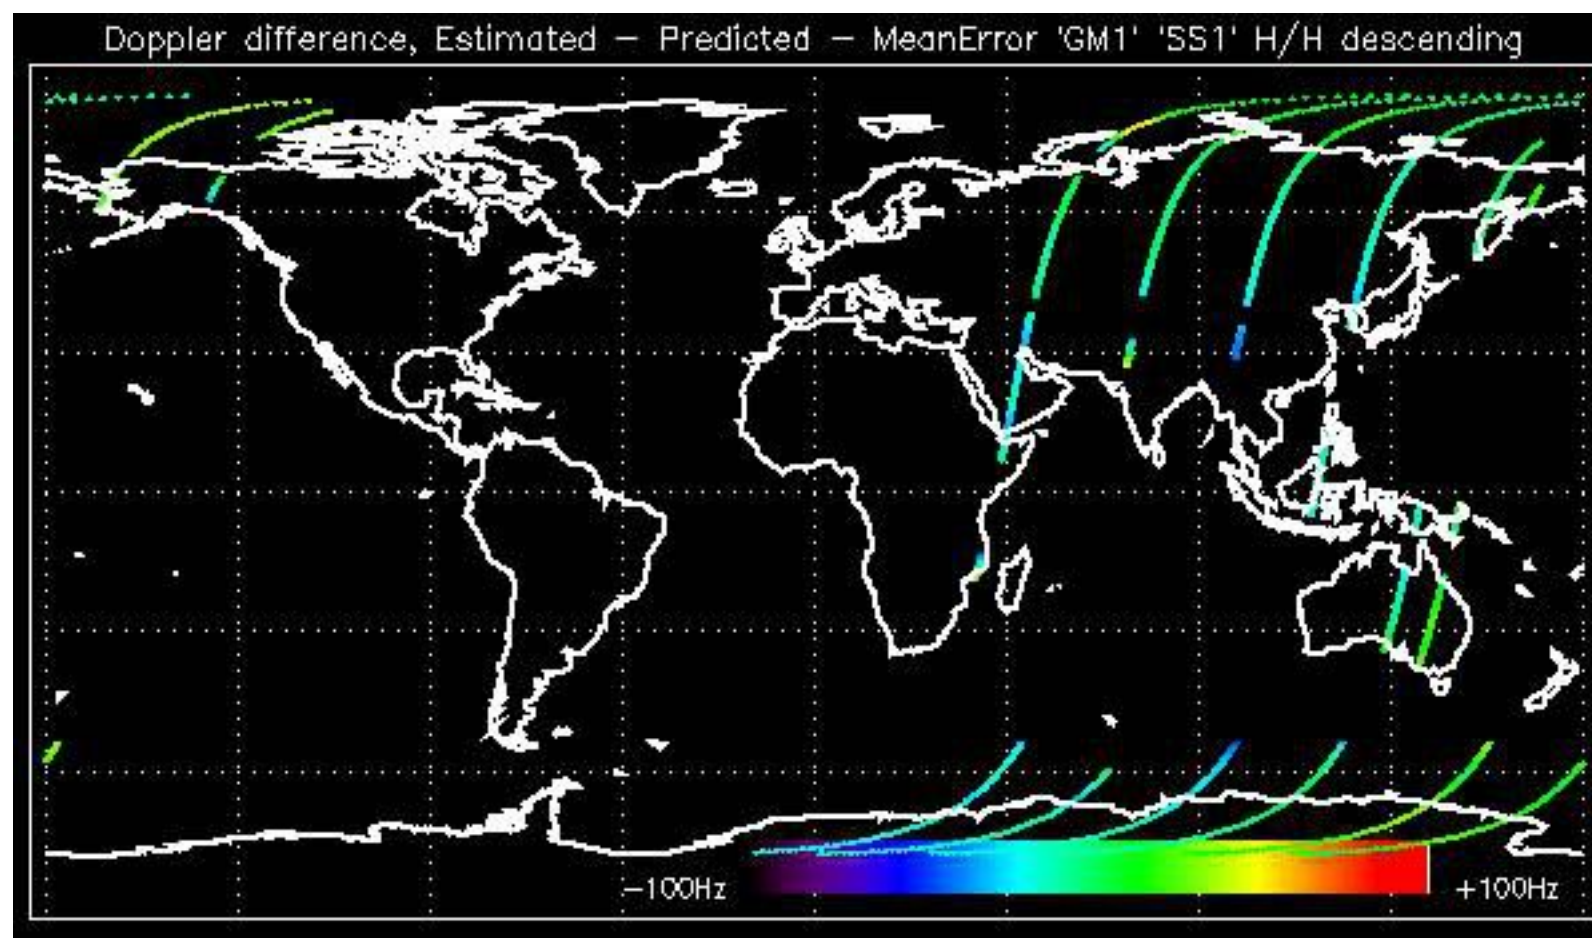 Doppler difference, Estimated − Predicted − MeanError 'GM1' 'SS1' H/H descending
−100Hz
+100Hz